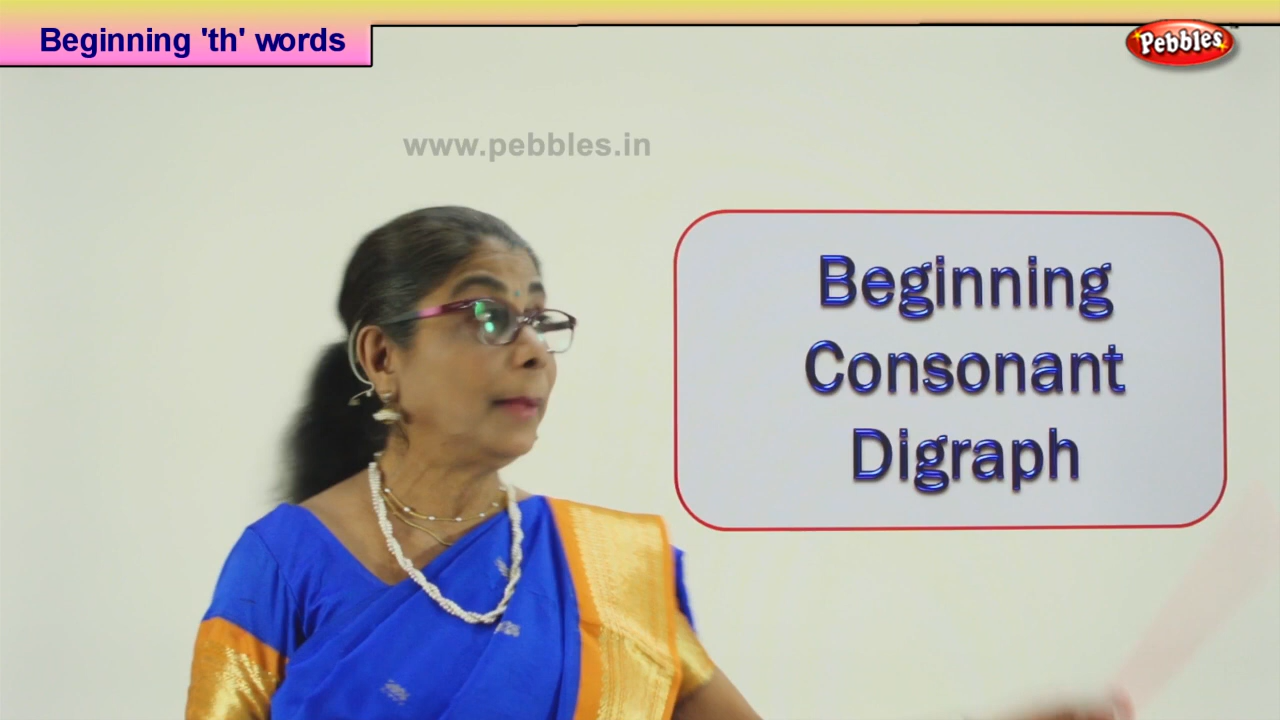 Beginning 'th' words
Pebbles
www.pebbles.in
Beginning
Consonant
Digraph